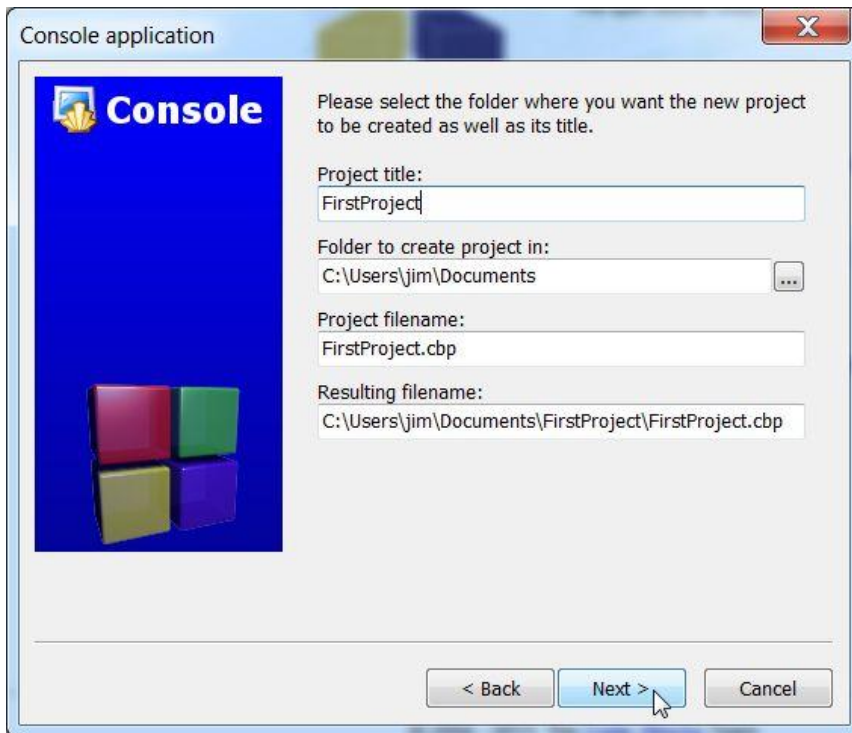 Console application
Console
Please select the folder where you want the new project
to be created as well as its title.
Project title:
FirstProject
Folder to create project in:
C:\Users\jim\Documents
...
Project filename:
FirstProject.cbp
Resulting filename:
C:\Users\jim\Documents\FirstProject\FirstProject.cbp
< Back
Next >
Cancel